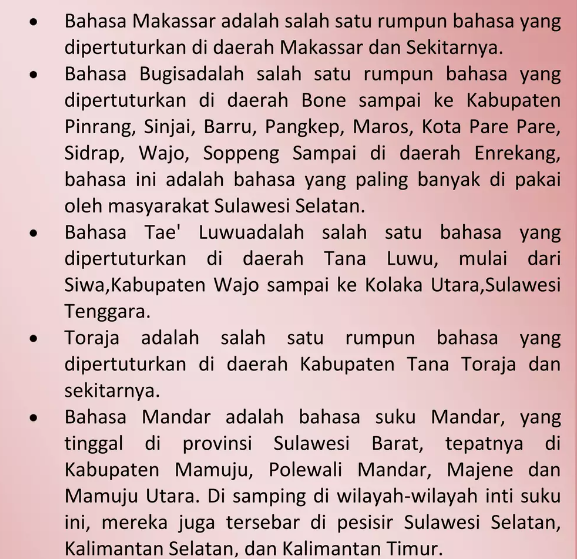 • Bahasa Makassar adalah salah satu rumpun bahasa yang
dipertuturkan di daerah Makassar dan Sekitarnya.
• Bahasa Bugisadalah salah satu rumpun bahasa yang
dipertuturkan di daerah Bone sampai ke Kabupaten
Pinrang, Sinjai, Barru, Pangkep, Maros, Kota Pare Pare,
Sidrap, Wajo, Soppeng Sampai di daerah Enrekang,
bahasa ini adalah bahasa yang paling banyak di pakai
oleh masyarakat Sulawesi Selatan.
• Bahasa Tae' Luwuadalah salah satu bahasa yang
dipertuturkan di daerah Tana Luwu, mulai dari
Siwa,Kabupaten Wajo sampai ke Kolaka Utara,Sulawesi
Tenggara.
• Toraja adalah salah satu rumpun bahasa yang
dipertuturkan di daerah Kabupaten Tana Toraja dan
sekitarnya.
• Bahasa Mandar adalah bahasa suku Mandar, yang
tinggal di provinsi Sulawesi Barat, tepatnya di
Kabupaten Mamuju, Polewali Mandar, Majene dan
Mamuju Utara. Di samping di wilayah-wilayah inti suku
ini, mereka juga tersebar di pesisir Sulawesi Selatan,
Kalimantan Selatan, dan Kalimantan Timur.